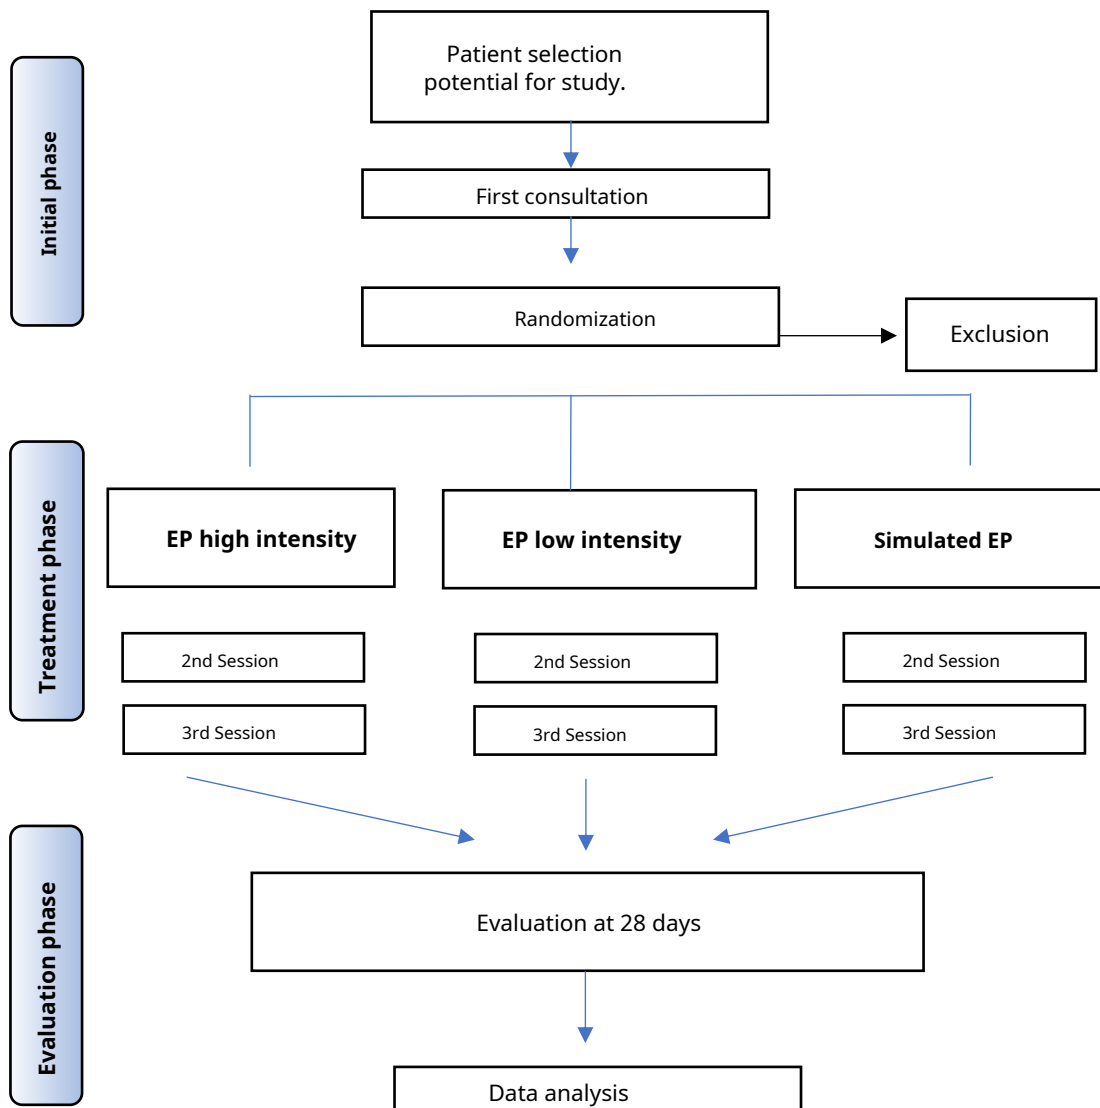 Initial phase
Patient selection
potential for study.
First consultation
Randomization
Exclusion
Treatment phase
EP high intensity
EP low intensity
Simulated EP
2nd Session
2nd Session
2nd Session
3rd Session
3rd Session
3rd Session
Evaluation phase
Evaluation at 28 days
Data analysis